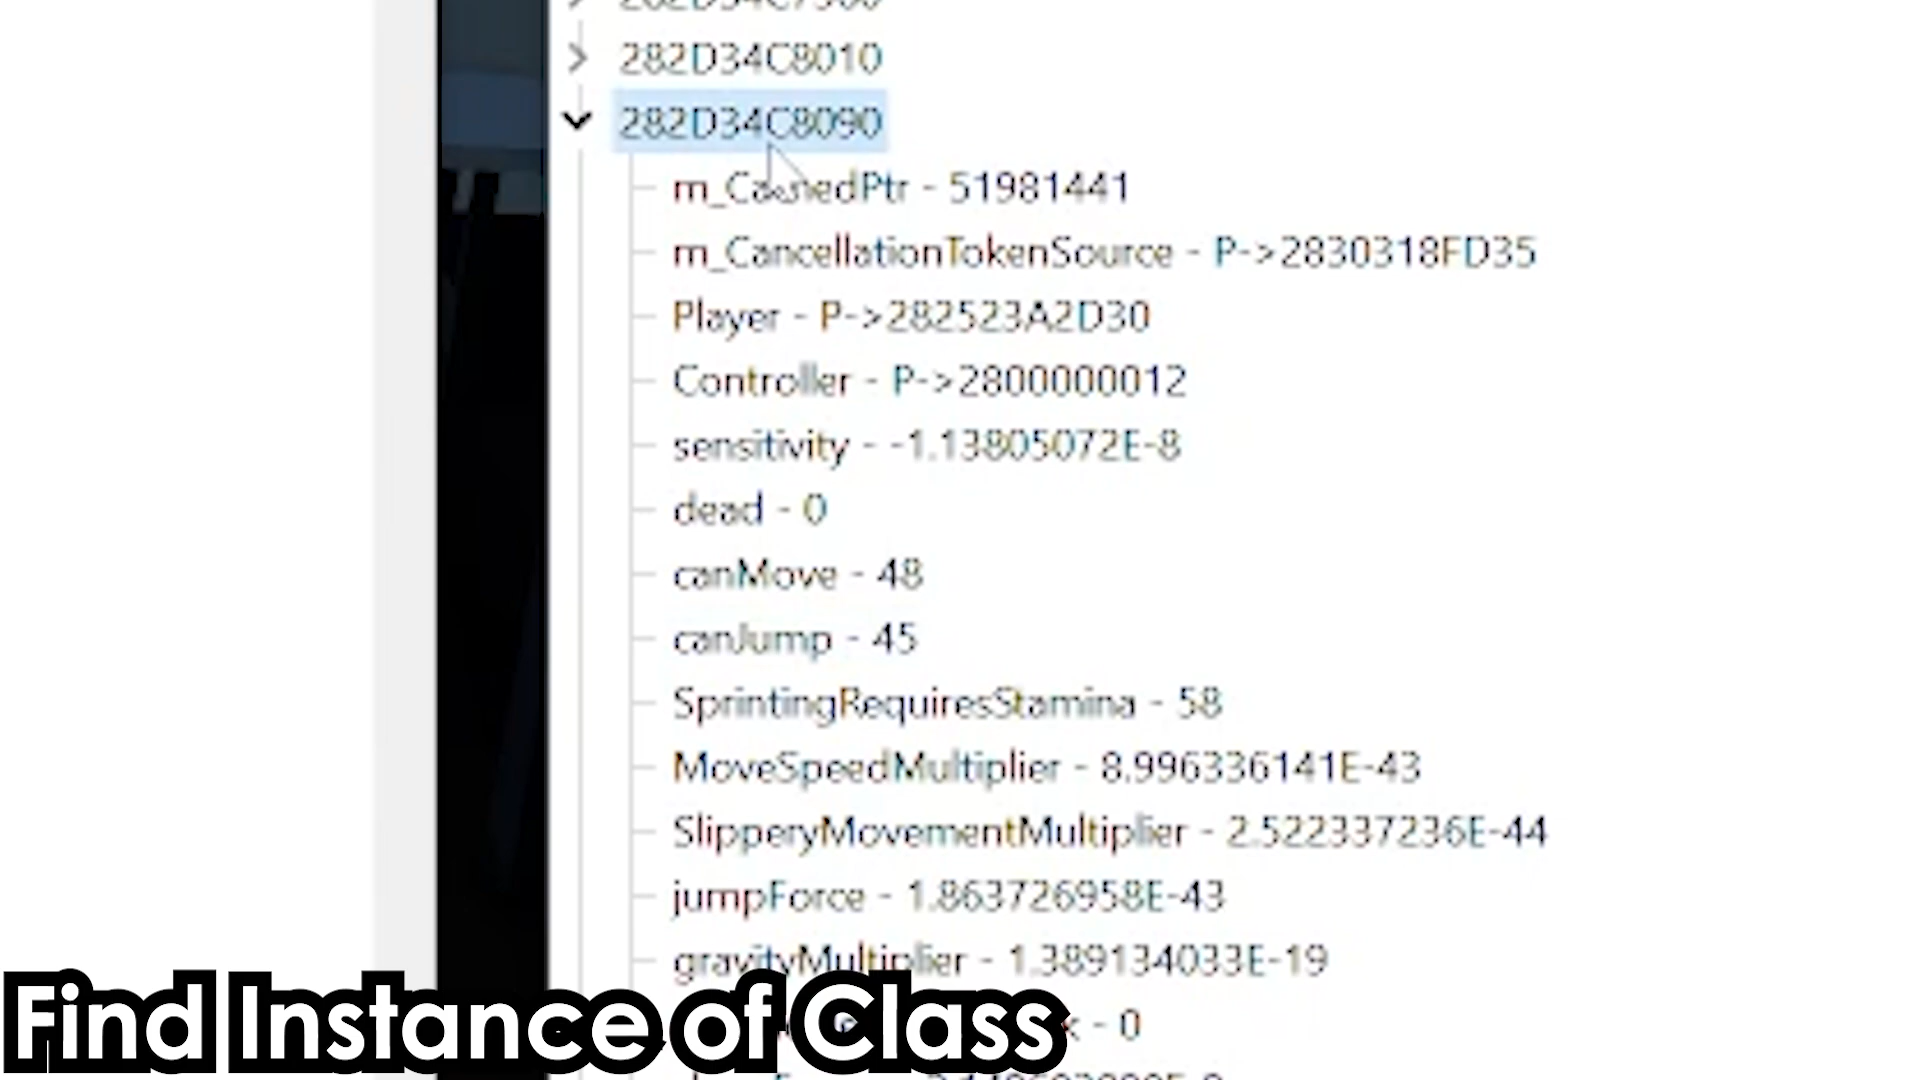 282D34C8010
282D34C8090
m_CachedPtr - 51981441
m_CancellationTokenSource - P->2830318FD35
Player - P->282523A2D30
Controller - P->2800000012
sensitivity - -1.13805072E-8
dead - 0
canMove - 48
canJump - 45
SprintingRequiresStamina - 58
MoveSpeedMultiplier - 8.996336141E-43
SlipperyMovementMultiplier - 2.522337236E-44
jumpForce - 1.863726958E-43
gravityMultiplier - 1.389134033E-19
- 0
Find Instance of Class